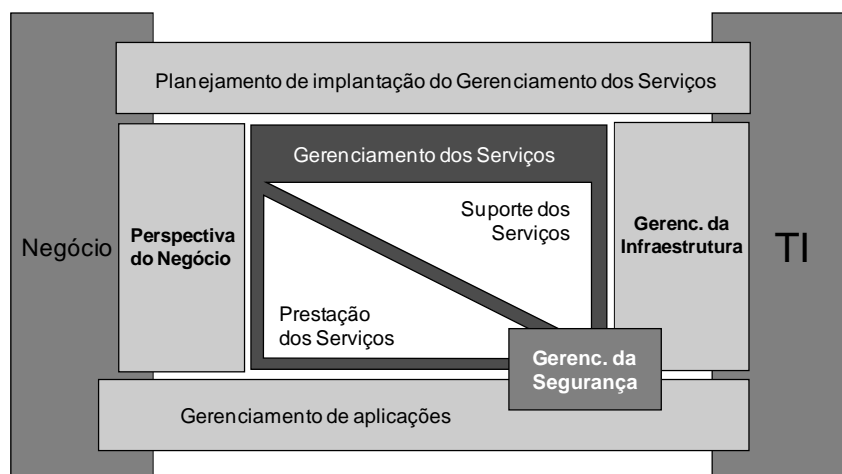 Planejamento de implantação do Gerenciamento dos Serviços
Gerenciamento dos Serviços
Negócio
Perspectiva
do Negócio
Suporte dos
Serviços
Gerenc. da
Infraestrutura
TI
Prestação
dos Serviços
Gerenc. da
Segurança
Gerenciamento de aplicações